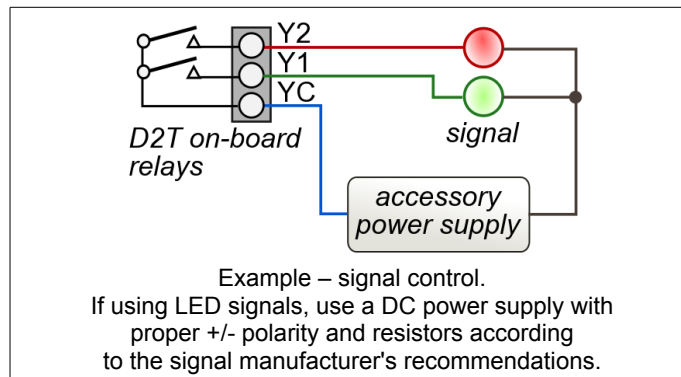 Y2
Y1
YC
D2T on-board
relays
signal
accessory
power supply
Example – signal control.
If using LED signals, use a DC power supply with
proper +/- polarity and resistors according
to the signal manufacturer's recommendations.